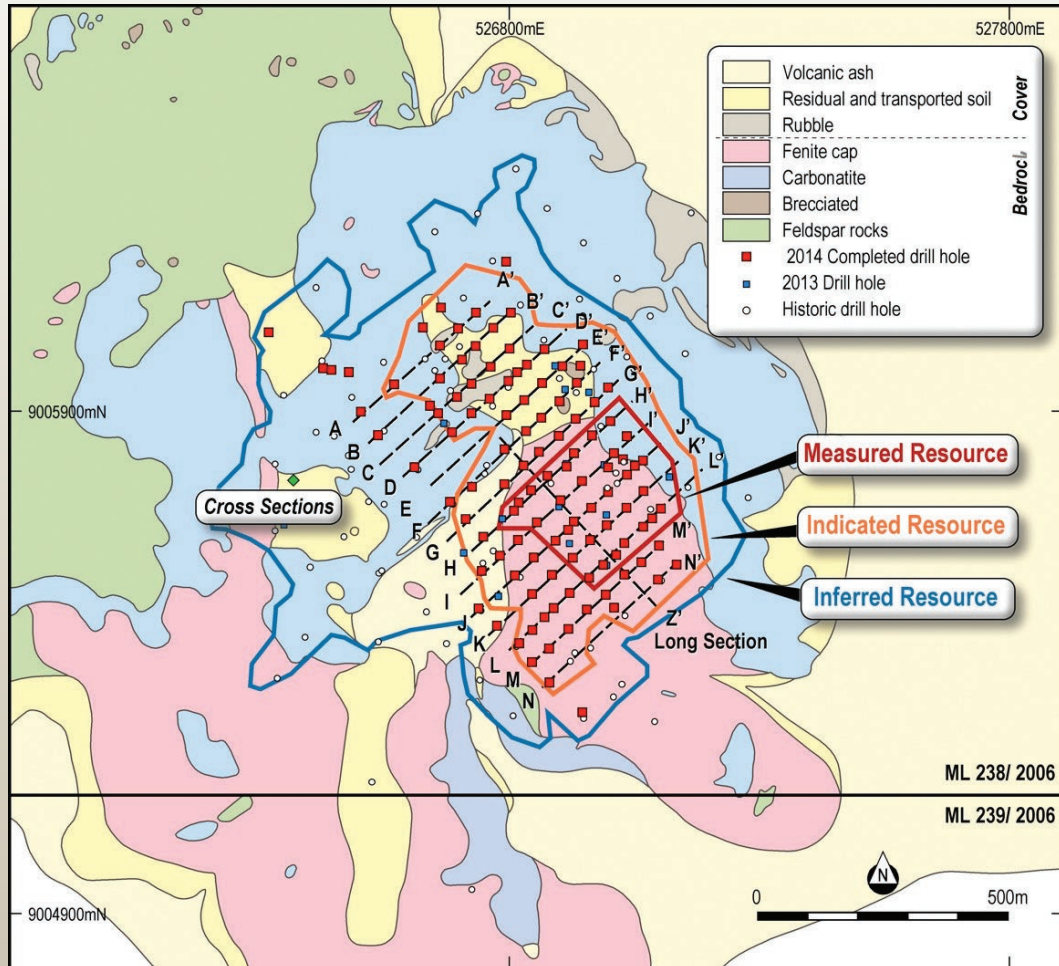 526800mE
527800mE
Volcanic ash
Residual and transported soil
Rubble
Cover
Fenite cap
Carbonatite
Brecciated
Feldspar rocks
Bedrock
2014 Completed drill hole
2013 Drill hole
Historic drill hole
A'
B'
C'
D'
E'
F'
G'
H'
I'
J'
K'
L'
M'
N'
Z'
9005900mN
A
B
C
D
E
F
G
H
I
J
K
L
M
N
Cross Sections
Measured Resource
Indicated Resource
Inferred Resource
Long Section
ML 238/ 2006
ML 239/ 2006
N
0
500m
9004900mN